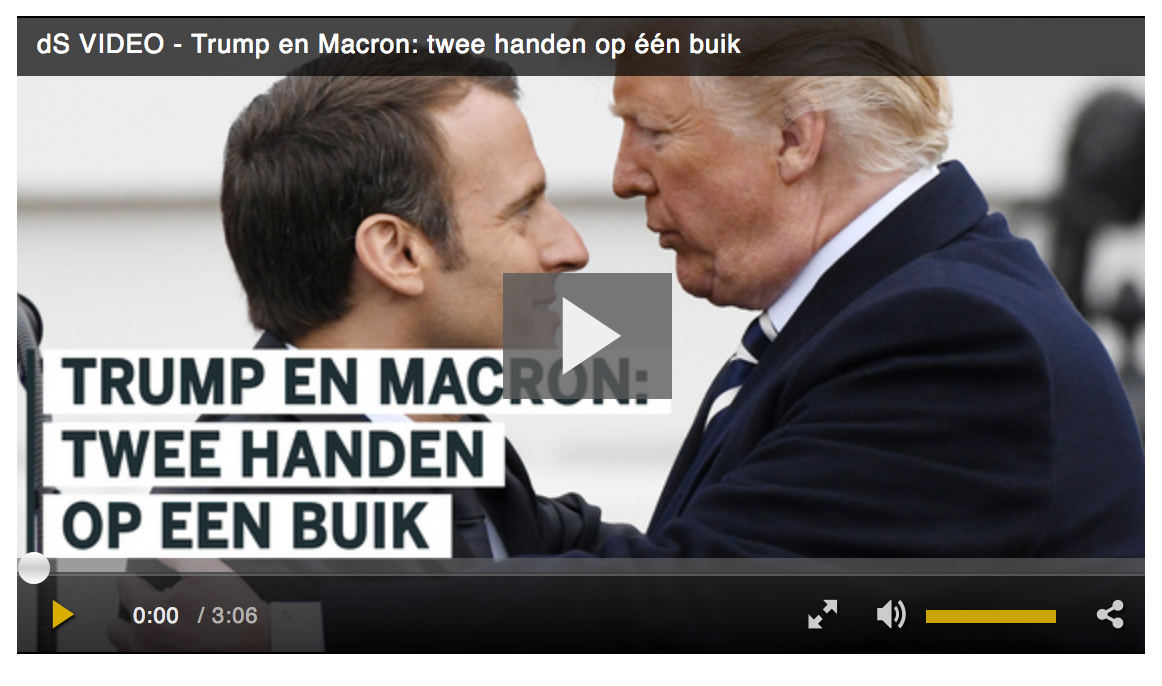 dS VIDEO - Trump en Macron: twee handen op één buik
TRUMP EN MACRON:
TWEE HANDEN
OP EEN BUIK
0:00 / 3:06